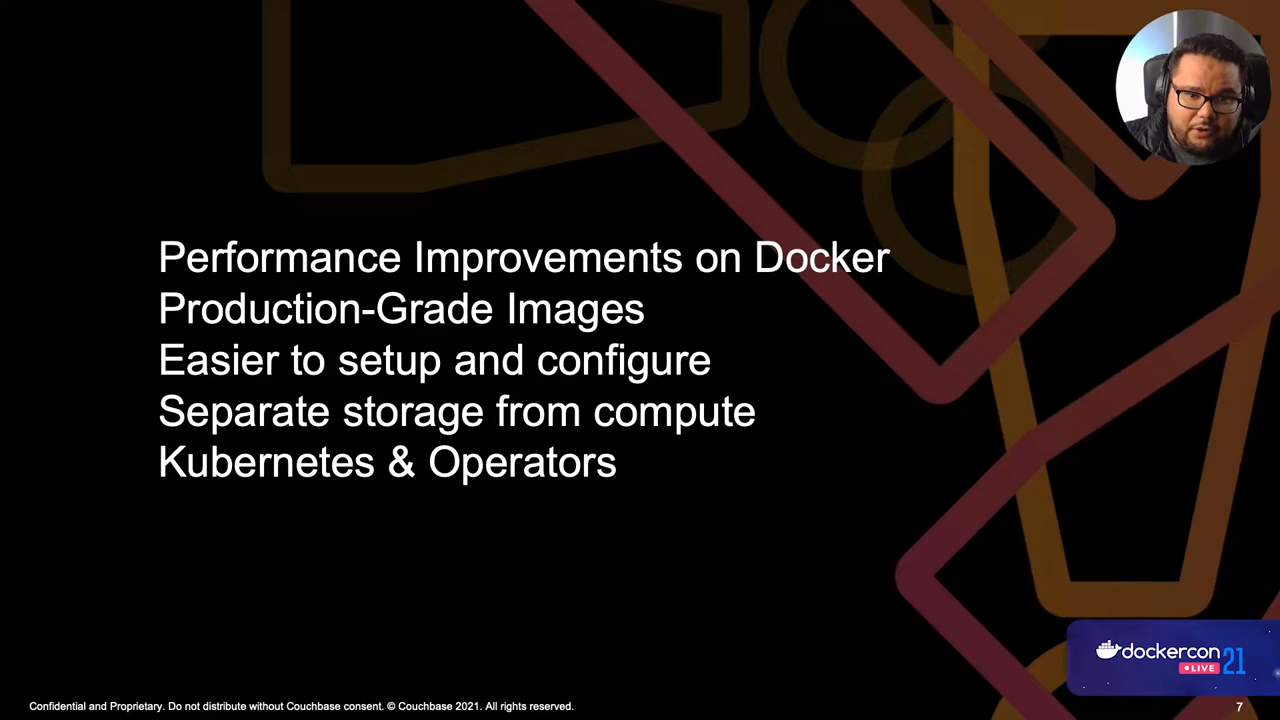 Performance Improvements on Docker
Production-Grade Images
Easier to setup and configure
Separate storage from compute
Kubernetes & Operators
dockercon
LIVE
21
Confidential and Proprietary. Do not distribute without Couchbase consent. © Couchbase 2021. All rights reserved.
7